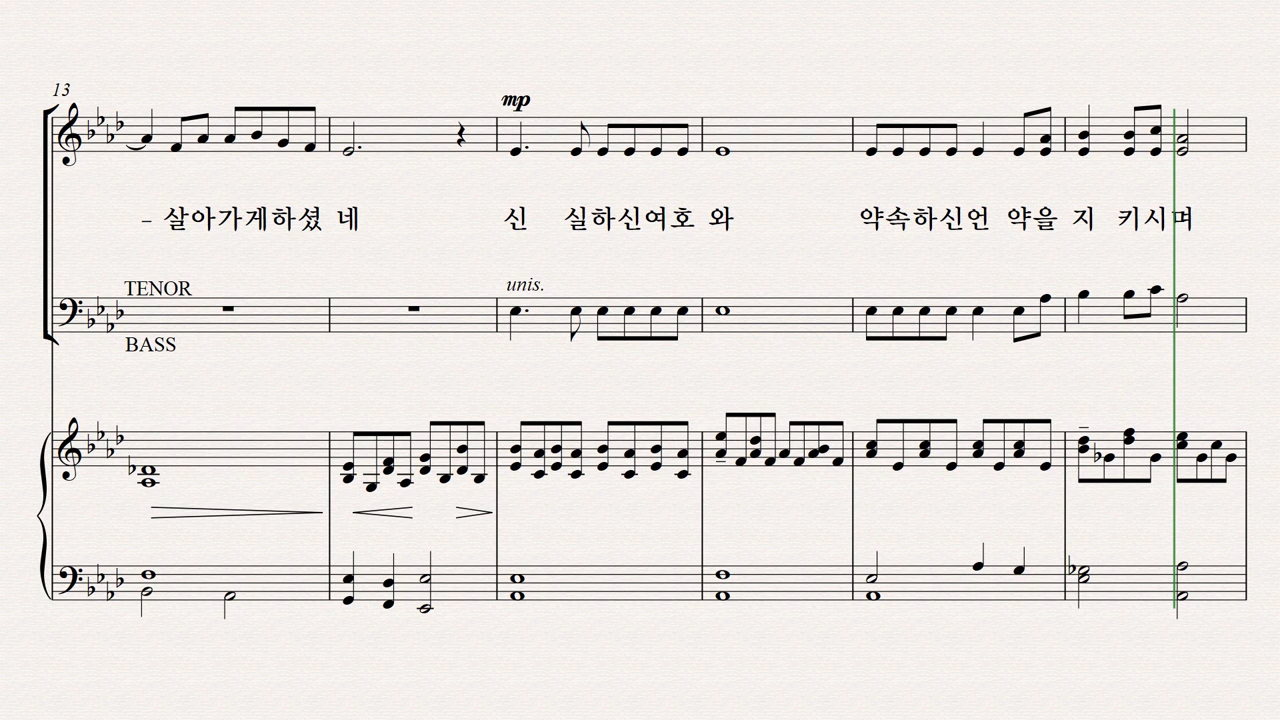 13
mp
– 살아가게하셨 네 신 실하신여호 와 약속하신언 약을 지 키시며
TENOR
unis.
BASS